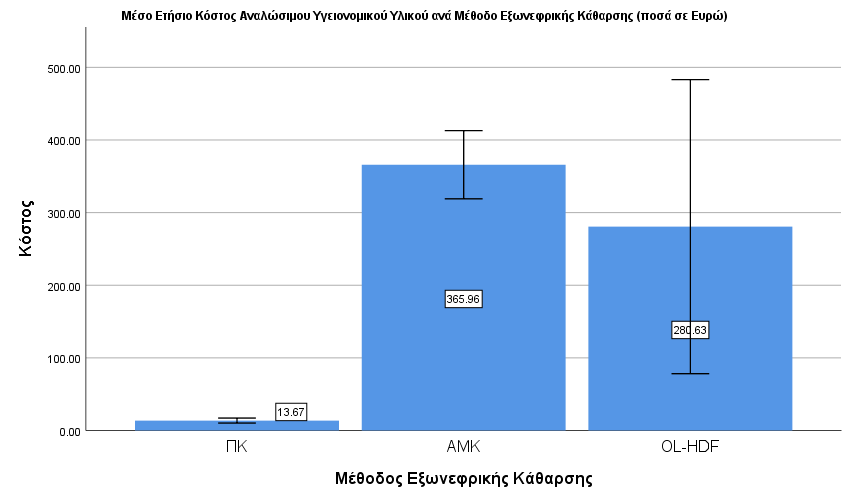 Μέσο Ετήσιο Κόστος Αναλώσιμου Υγειονομικού Υλικού ανά Μέθοδο Εξωνεφρικής Κάθαρσης (ποσά σε Ευρώ)
500.00
400.00
300.00
200.00
100.00
0.00
Κόστος
13.67
365.96
280.63
ΠΚ
ΑΜΚ
OL-HDF
Μέθοδος Εξωνεφρικής Κάθαρσης